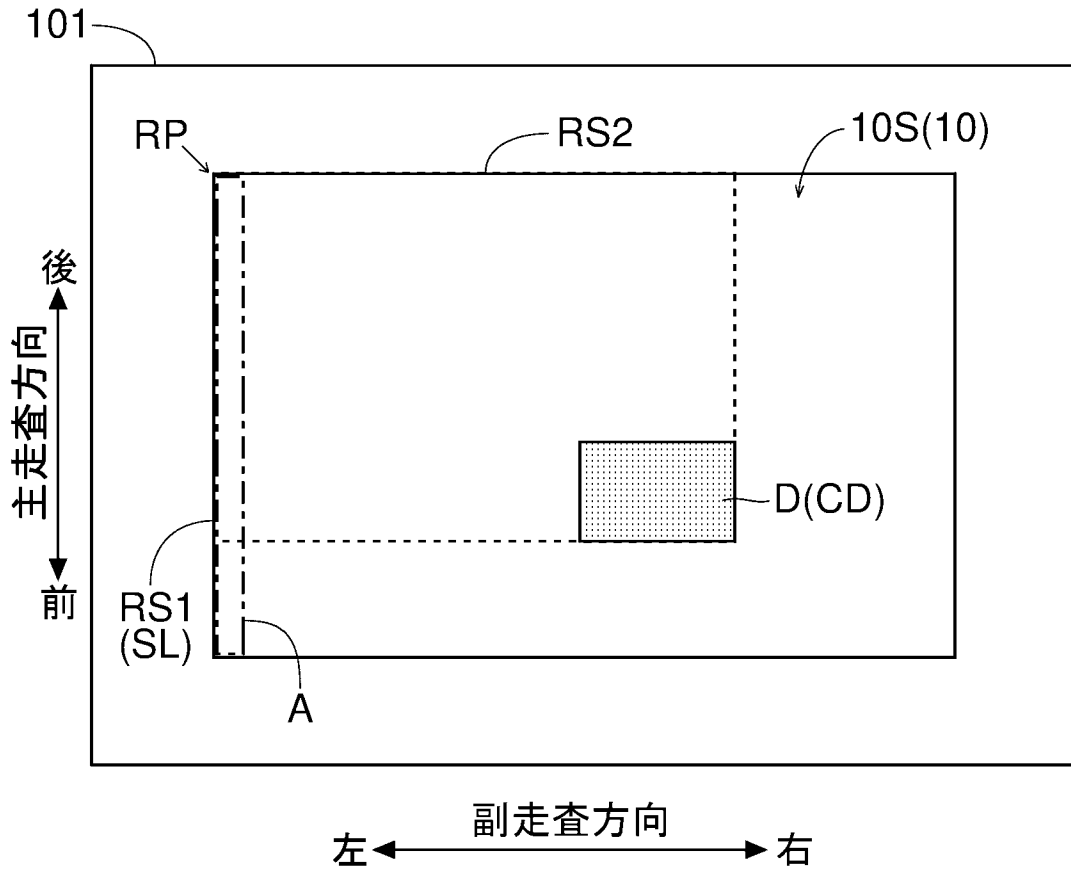 101
RP
RS2
10S(10)
後
主走査方向
前
D(CD)
RS1
(SL)
A
副走査方向
左
右